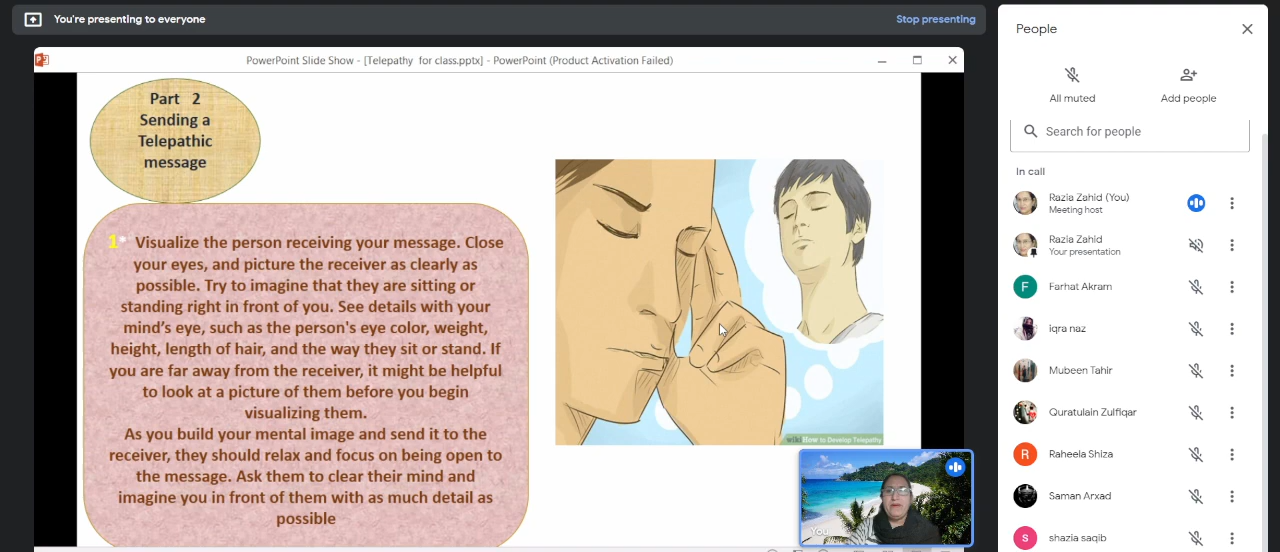 You're presenting to everyone
Stop presenting
PowerPoint Slide Show - [Telepathy for class.pptx] - PowerPoint (Product Activation Failed)
Part 2
Sending a
Telepathic
message
1* Visualize the person receiving your message. Close
your eyes, and picture the receiver as clearly as
possible. Try to imagine that they are sitting or
standing right in front of you. See details with your
mind's eye, such as the person's eye color, weight,
height, length of hair, and the way they sit or stand. If
you are far away from the receiver, it might be helpful
to look at a picture of them before you begin
visualizing them.
As you build your mental image and send it to the
receiver, they should relax and focus on being open to
the message. Ask them to clear their mind and
imagine you in front of them with as much detail as
possible
wikiHow to Develop Telepathy
You
People
All muted
Add people
Search for people
In call
Razia Zahid (You)
Meeting host
Razia Zahid
Your presentation
F
Farhat Akram
iqra naz
Mubeen Tahir
Quratulain Zulfiqar
R
Raheela Shiza
Saman Arxad
s
shazia saqib